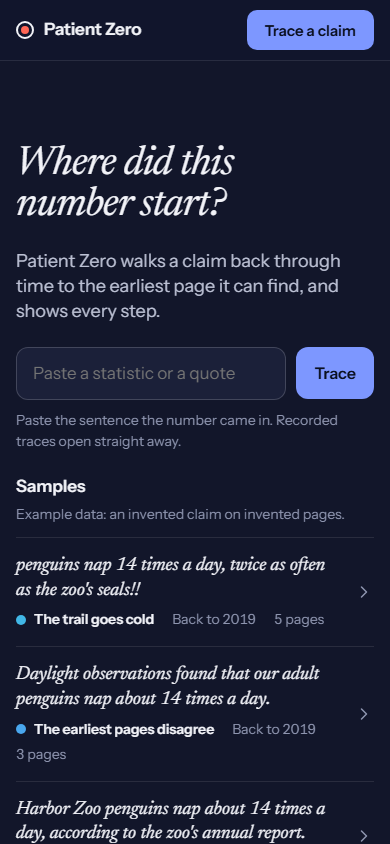 Patient Zero
Trace a claim
Where did this
number start?
Patient Zero walks a claim back through
time to the earliest page it can find, and
shows every step.
Paste a statistic or a quote
Trace
Paste the sentence the number came in. Recorded
traces open straight away.
Samples
Example data: an invented claim on invented pages.
penguins nap 14 times a day, twice as often
as the zoo's seals!!
The trail goes cold Back to 2019 5 pages
Daylight observations found that our adult
penguins nap about 14 times a day.
The earliest pages disagree Back to 2019
3 pages
Harbor Zoo penguins nap about 14 times a
day, according to the zoo's annual report.